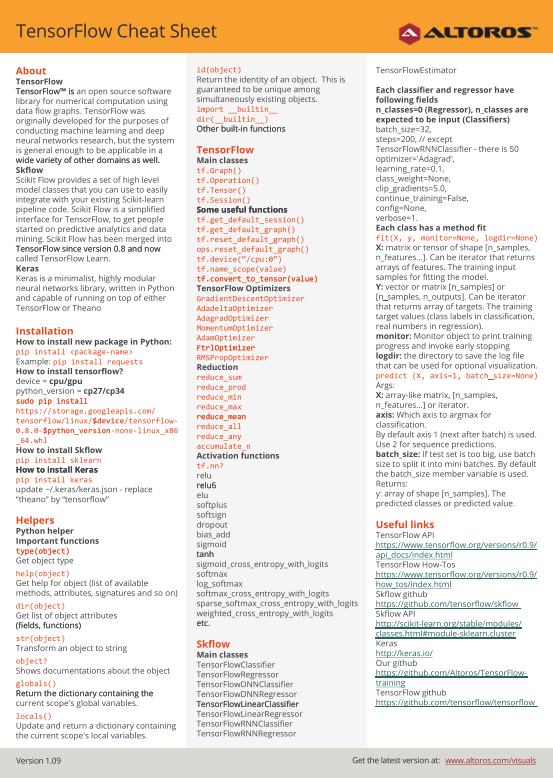 TensorFlow Cheat Sheet
ALTOROS™
About
TensorFlow
TensorFlow™ is an open source software
library for numerical computation using
data flow graphs. TensorFlow was
originally developed for the purposes of
conducting machine learning and deep
neural networks research, but the system
is general enough to be applicable in a
wide variety of other domains as well.
Skflow
Scikit Flow provides a set of high level
model classes that you can use to easily
integrate with your existing Scikit-learn
pipeline code. Scikit Flow is a simplified
interface for TensorFlow, to get people
started on predictive analytics and data
mining. Scikit Flow has been merged into
TensorFlow since version 0.8 and now
called TensorFlow Learn.
Keras
Keras is a minimalist, highly modular
neural networks library, written in Python
and capable of running on top of either
TensorFlow or Theano
Installation
How to install new package in Python:
pip install <package-name>
Example: pip install requests
How to install tensorflow?
device = cpu/gpu
python_version = cp27/cp34
sudo pip install
https://storage.googleapis.com/
tensorflow/linux/$device/tensorflow-
0.8.0-$python_version-none-linux_x86
_64.whl
How to install Skflow
pip install sklearn
How to install Keras
pip install keras
update ~/.keras/keras.json - replace
“theano” by “tensorflow”
Helpers
Python helper
Important functions
type(object)
Get object type
help(object)
Get help for object (list of available
methods, attributes, signatures and so on)
dir(object)
Get list of object attributes
(fields, functions)
str(object)
Transform an object to string
object?
Shows documentations about the object
globals()
Return the dictionary containing the
current scope's global variables.
locals()
Update and return a dictionary containing
the current scope's local variables.
id(object)
Return the identity of an object. This is
guaranteed to be unique among
simultaneously existing objects.
import __builtin__
dir(__builtin__)
Other built-in functions
TensorFlow
Main classes
tf.Graph()
tf.Operation()
tf.Tensor()
tf.Session()
Some useful functions
tf.get_default_session()
tf.get_default_graph()
tf.reset_default_graph()
ops.reset_default_graph()
tf.device(“/cpu:0”)
tf.name_scope(value)
tf.convert_to_tensor(value)
TensorFlow Optimizers
GradientDescentOptimizer
AdadeltaOptimizer
AdagradOptimizer
MomentumOptimizer
AdamOptimizer
FtrlOptimizer
RMSPropOptimizer
Reduction
reduce_sum
reduce_prod
reduce_min
reduce_max
reduce_mean
reduce_all
reduce_any
accumulate_n
Activation functions
tf.nn?
relu
relu6
elu
softplus
softsign
dropout
bias_add
sigmoid
tanh
sigmoid_cross_entropy_with_logits
softmax
log_softmax
softmax_cross_entropy_with_logits
sparse_softmax_cross_entropy_with_logits
weighted_cross_entropy_with_logits
etc.
Skflow
Main classes
TensorFlowClassifier
TensorFlowRegressor
TensorFlowDNNClassifier
TensorFlowDNNRegressor
TensorFlowLinearClassifier
TensorFlowLinearRegressor
TensorFlowRNNClassifier
TensorFlowRNNRegressor
TensorFlowEstimator
Each classifier and regressor have
following fields
n_classes=0 (Regressor), n_classes are
expected to be input (Classifiers)
batch_size=32,
steps=200, // except
TensorFlowRNNClassifier - there is 50
optimizer='Adagrad',
learning_rate=0.1,
class_weight=None,
clip_gradients=5.0,
continue_training=False,
config=None,
verbose=1.
Each class has a method fit
fit(X, y, monitor=None, logdir=None)
X: matrix or tensor of shape [n_samples,
n_features…]. Can be iterator that returns
arrays of features. The training input
samples for fitting the model.
Y: vector or matrix [n_samples] or
[n_samples, n_outputs]. Can be iterator
that returns array of targets. The training
target values (class labels in classification,
real numbers in regression).
monitor: Monitor object to print training
progress and invoke early stopping
logdir: the directory to save the log file
that can be used for optional visualization.
predict (X, axis=1, batch_size=None)
Args:
X: array-like matrix, [n_samples,
n_features…] or iterator.
axis: Which axis to argmax for
classification.
By default axis 1 (next after batch) is used.
Use 2 for sequence predictions.
batch_size: If test set is too big, use batch
size to split it into mini batches. By default
the batch_size member variable is used.
Returns:
y: array of shape [n_samples]. The
predicted classes or predicted value.
Useful links
TensorFlow API
https://www.tensorflow.org/versions/r0.9/
api_docs/index.html
TensorFlow How-Tos
https://www.tensorflow.org/versions/r0.9/
how_tos/index.html
Skflow github
https://github.com/tensorflow/skflow
Skflow API
http://scikit-learn.org/stable/modules/
classes.html#module-sklearn.cluster
Keras
http://keras.io/
Our github
https://github.com/Altoros/TensorFlow-
training
TensorFlow github
https://github.com/tensorflow/tensorflow
Version 1.09
Get the latest version at: www.altoros.com/visuals